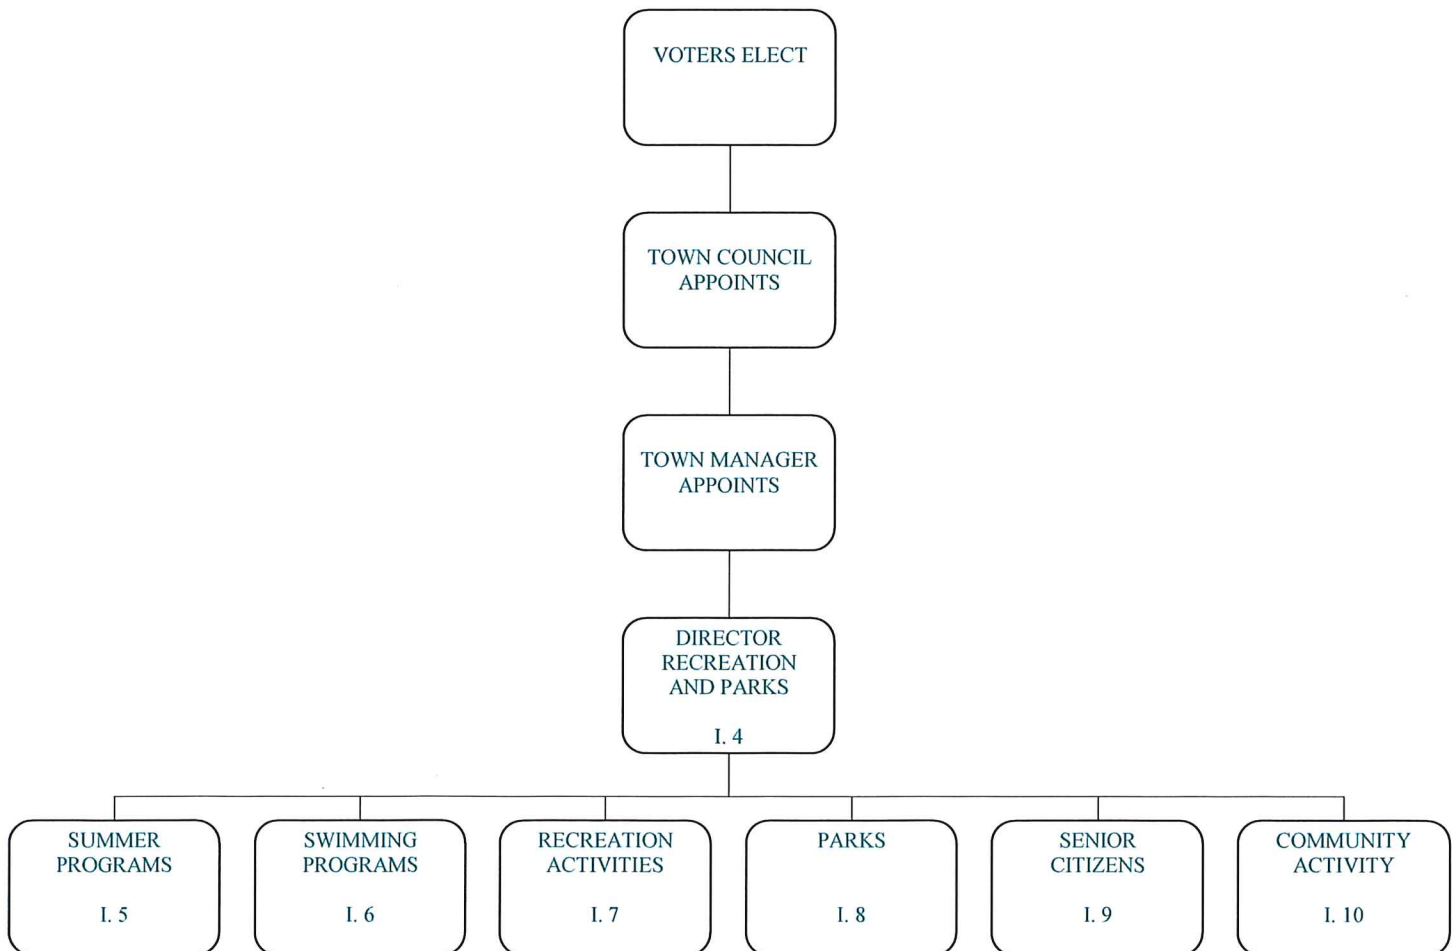 VOTERS ELECT
TOWN COUNCIL
APPOINTS
TOWN MANAGER
APPOINTS
DIRECTOR
RECREATION
AND PARKS
I. 4
SUMMER
PROGRAMS
I. 5
SWIMMING
PROGRAMS
I. 6
RECREATION
ACTIVITIES
I. 7
PARKS
I. 8
SENIOR
CITIZENS
I. 9
COMMUNITY
ACTIVITY
I. 10